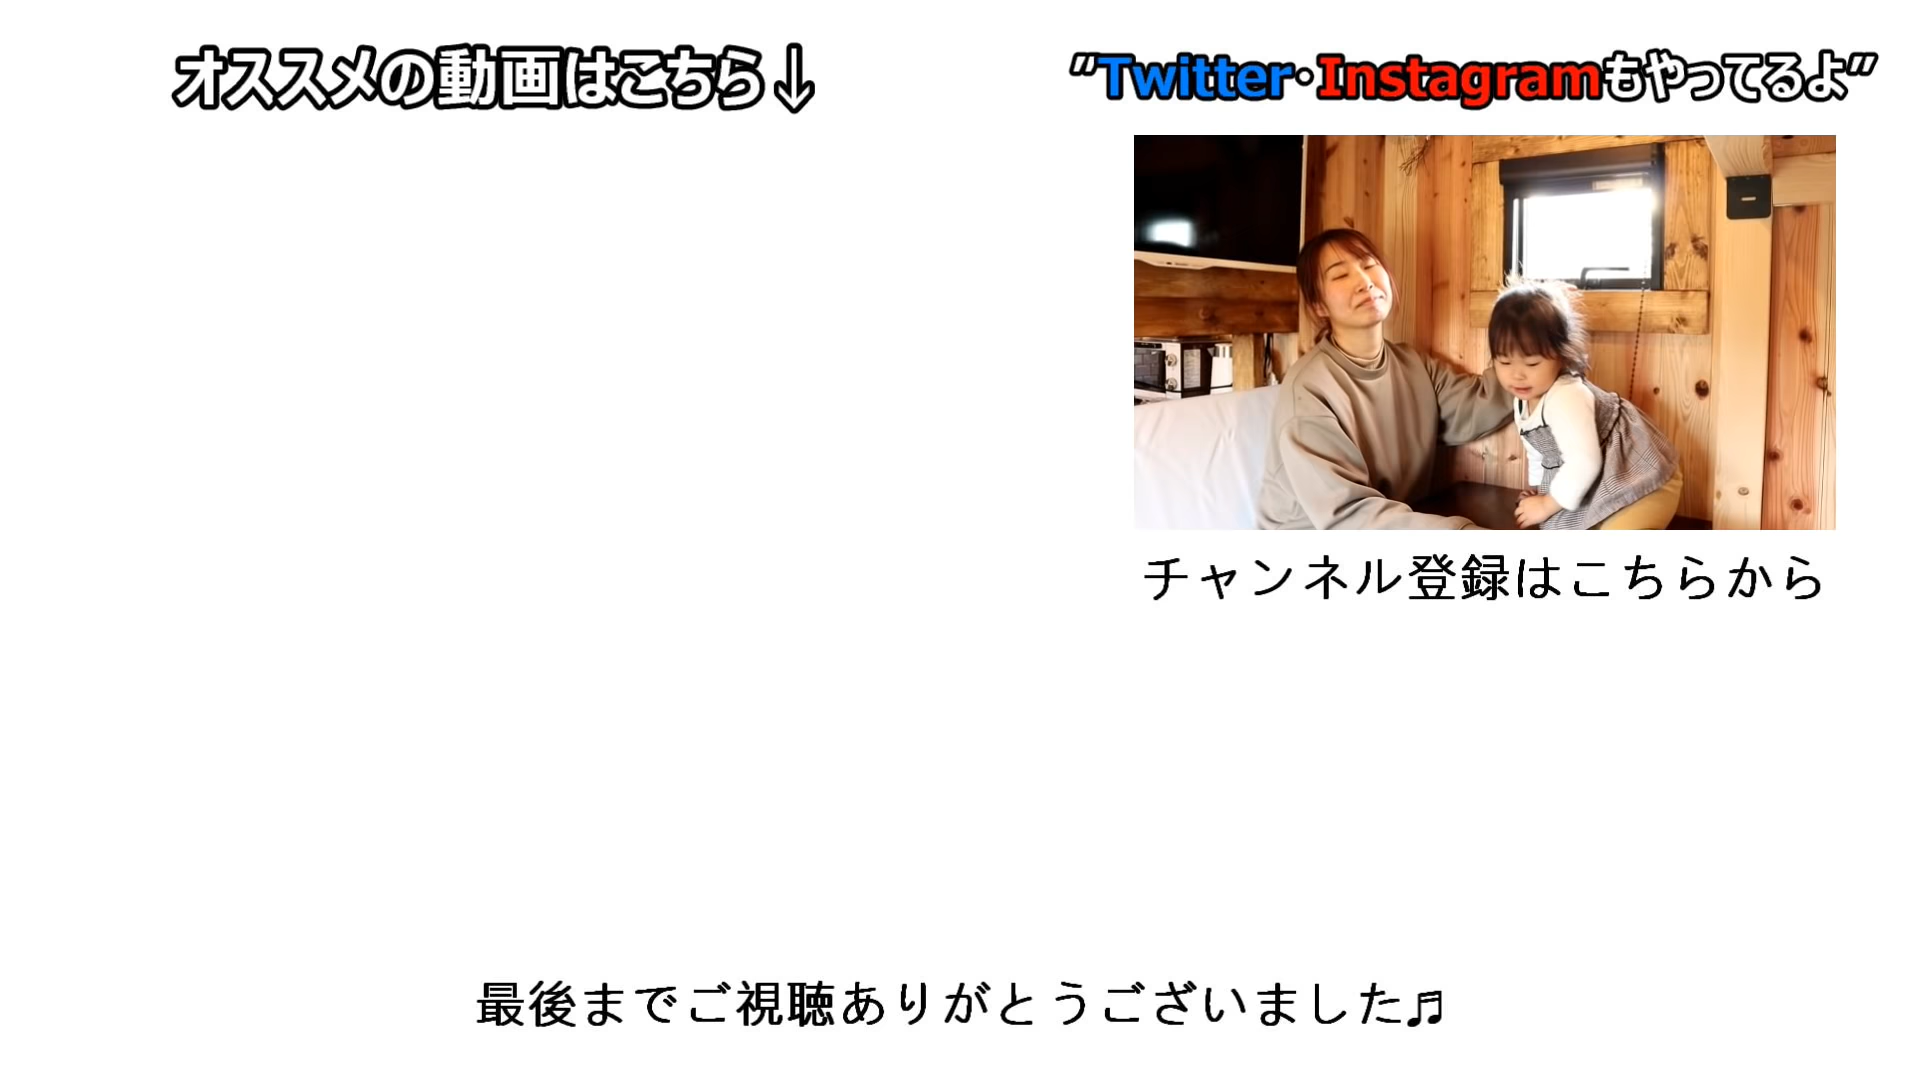 オススメの動画はこちら↓
"Twitter・Instagramもやってるよ"
チャンネル登録はこちらから
最後までご視聴ありがとうございました♬